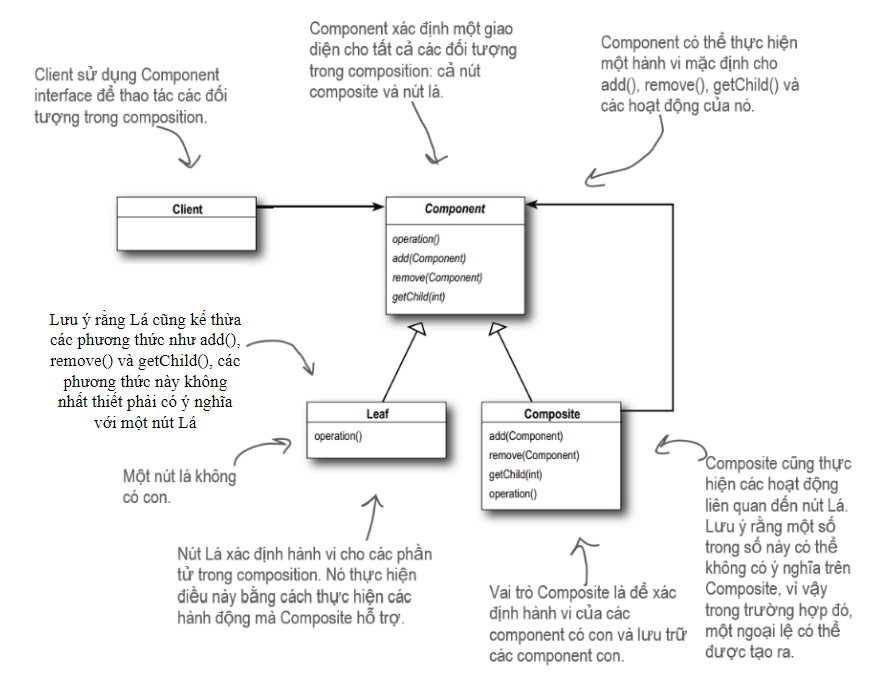 Component xác định một giao
diện cho tất cả các đối tượng
trong composition: cả nút
composite và nút lá.
Component có thể thực hiện
một hành vi mặc định cho
add(), remove(), getChild() và
các hoạt động của nó.
Client sử dụng Component
interface để thao tác các đối
tượng trong composition.
Client
Component
operation()
add(Component)
remove(Component)
getChild(int)
Lưu ý rằng Lá cũng kế thừa
các phương thức như add(),
remove() và getChild(), các
phương thức này không
nhất thiết phải có ý nghĩa
với một nút Lá
Leaf
operation()
Composite
add(Component)
remove(Component)
getChild(int)
operation()
Một nút lá không
có con.
Composite cũng thực
hiện các hoạt động
liên quan đến nút Lá.
Lưu ý rằng một số
trong số này có thể
không có ý nghĩa trên
Composite, vì vậy
trong trường hợp đó,
một ngoại lệ có thể
được tạo ra.
Nút Lá xác định hành vi cho các phần
tử trong composition. Nó thực hiện
điều này bằng cách thực hiện các
hành động mà Composite hỗ trợ.
Vai trò Composite là để xác
định hành vi của các
component có con và lưu trữ
các component con.